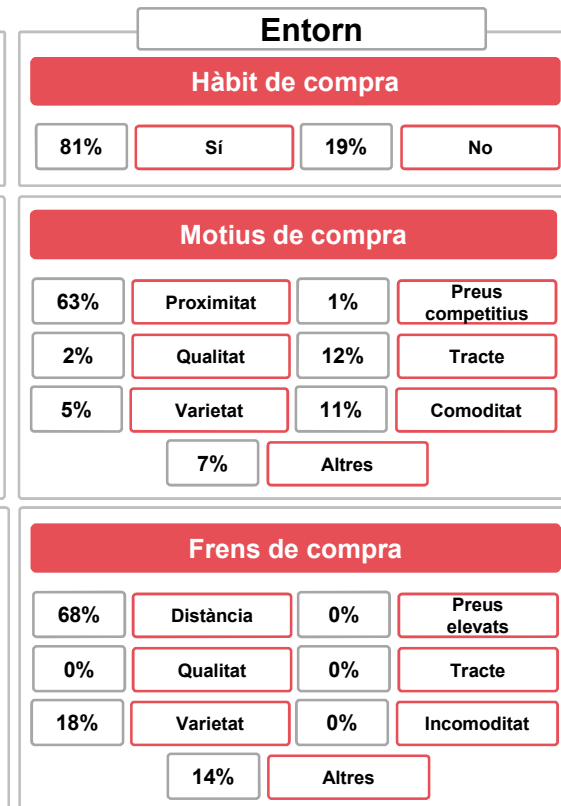 Entorn
Hàbit de compra
81% Sí 19% No
Motius de compra
63% Proximitat 1% Preus
competitius
2% Qualitat 12% Tracte
5% Varietat 11% Comoditat
7% Altres
Frens de compra
68% Distància 0% Preus
elevats
0% Qualitat 0% Tracte
18% Varietat 0% Incomoditat
14% Altres